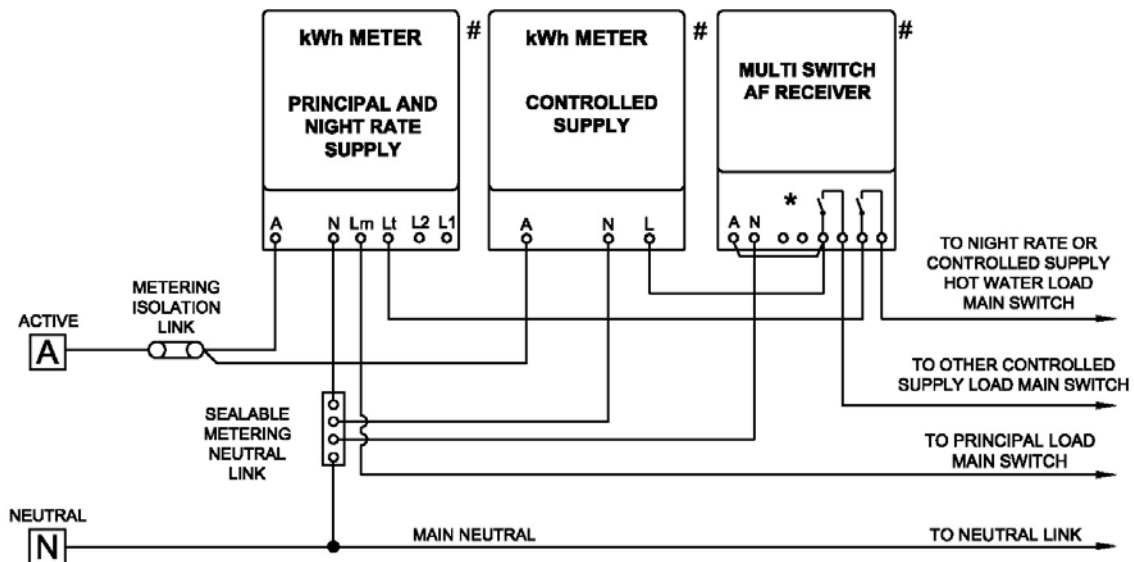 kWh METER
PRINCIPAL AND
NIGHT RATE
SUPPLY
#
kWh METER
CONTROLLED
SUPPLY
#
MULTI SWITCH
AF RECEIVER
#
A N Lm Lt L2 L1
A N L
A N *
METERING
ISOLATION
LINK
ACTIVE
A
TO NIGHT RATE OR
CONTROLLED SUPPLY
HOT WATER LOAD
MAIN SWITCH
TO OTHER CONTROLLED
SUPPLY LOAD MAIN SWITCH
SEALABLE
METERING
NEUTRAL
LINK
TO PRINCIPAL LOAD
MAIN SWITCH
NEUTRAL
N
MAIN NEUTRAL
TO NEUTRAL LINK